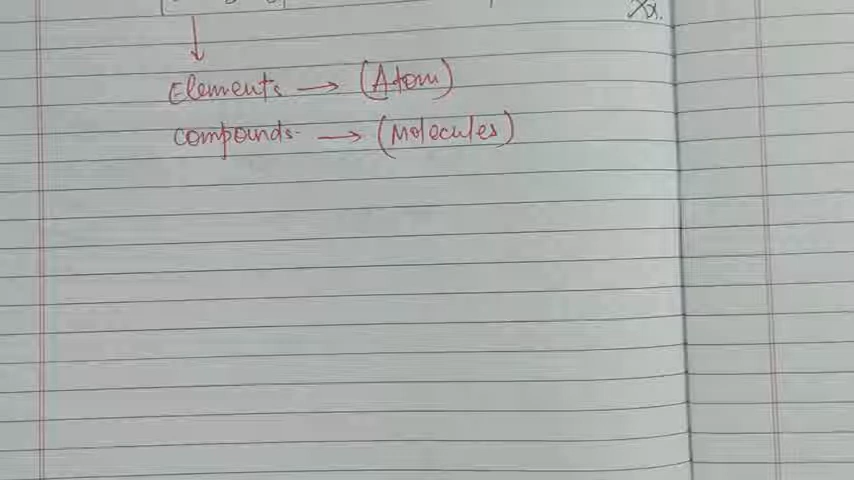 ↓
Elements → (Atom)
compounds → (Molecules)